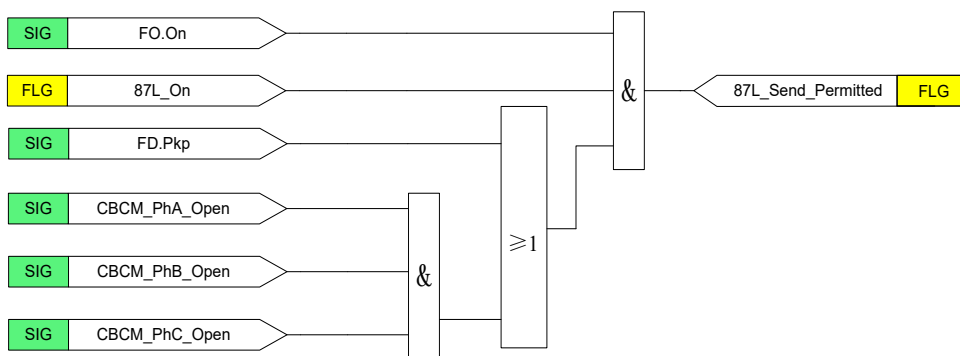 SIG FO.On
FLG 87L_On
& 87L_Send_Permitted FLG
SIG FD.Pkp
SIG CBCM_PhA_Open
≥1
SIG CBCM_PhB_Open
&
SIG CBCM_PhC_Open